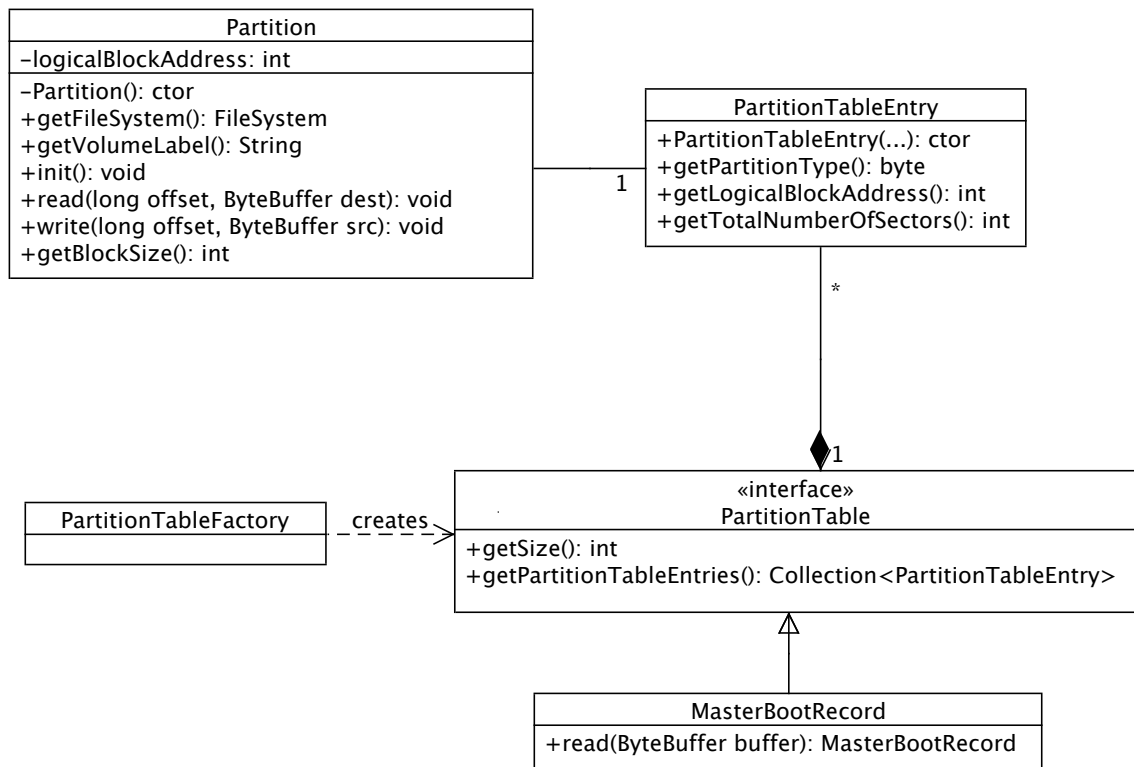 Partition
-logicalBlockAddress: int
-Partition(): ctor
+getFileSystem(): FileSystem
+getVolumeLabel(): String
+init(): void
+read(long offset, ByteBuffer dest): void
+write(long offset, ByteBuffer src): void
+getBlockSize(): int
PartitionTableEntry
+PartitionTableEntry(...): ctor
+getPartitionType(): byte
+getLogicalBlockAddress(): int
+getTotalNumberOfSectors(): int
1
*
1
«interface»
PartitionTable
+getSize(): int
+getPartitionTableEntries(): Collection<PartitionTableEntry>
PartitionTableFactory
creates
MasterBootRecord
+read(ByteBuffer buffer): MasterBootRecord